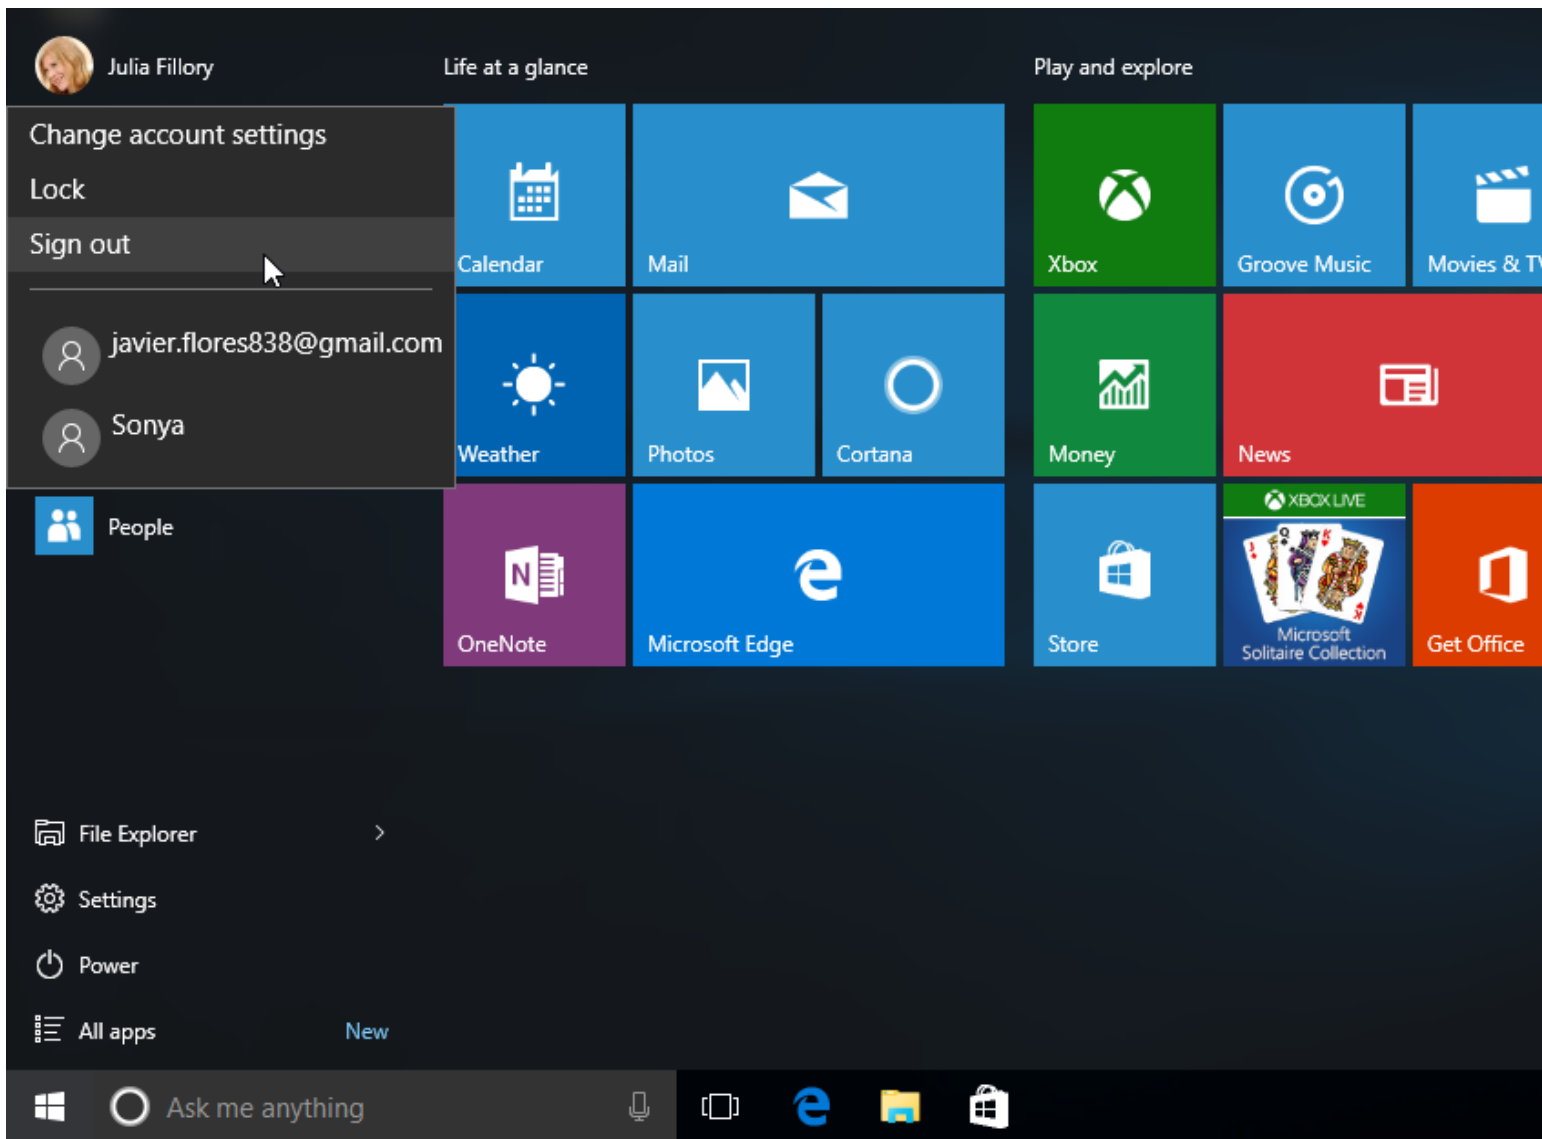 Julia Fillory
Change account settings
Lock
Sign out
javier.flores838@gmail.com
Sonya
People
File Explorer
Settings
Power
All apps New
Life at a glance
Calendar
Mail
Weather
Photos
Cortana
N
OneNote
Microsoft Edge
Play and explore
Xbox
Groove Music
Movies & TV
Money
News
Store
XBOX LIVE
J Q K K
Microsoft
Solitaire Collection
Get Office
Ask me anything